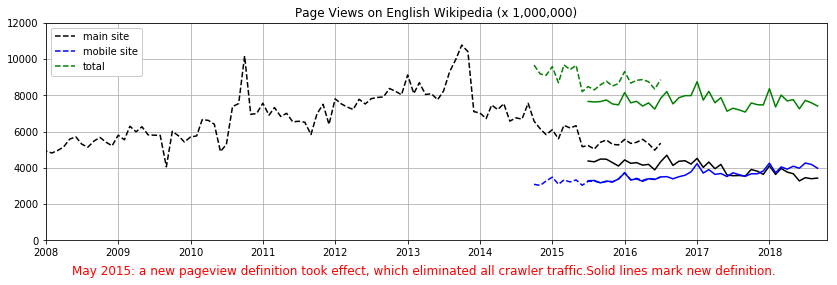 Page Views on English Wikipedia (x 1,000,000)
12000
10000
8000
6000
4000
2000
0
main site
mobile site
total
2008 2009 2010 2011 2012 2013 2014 2015 2016 2017 2018
May 2015: a new pageview definition took effect, which eliminated all crawler traffic.Solid lines mark new definition.